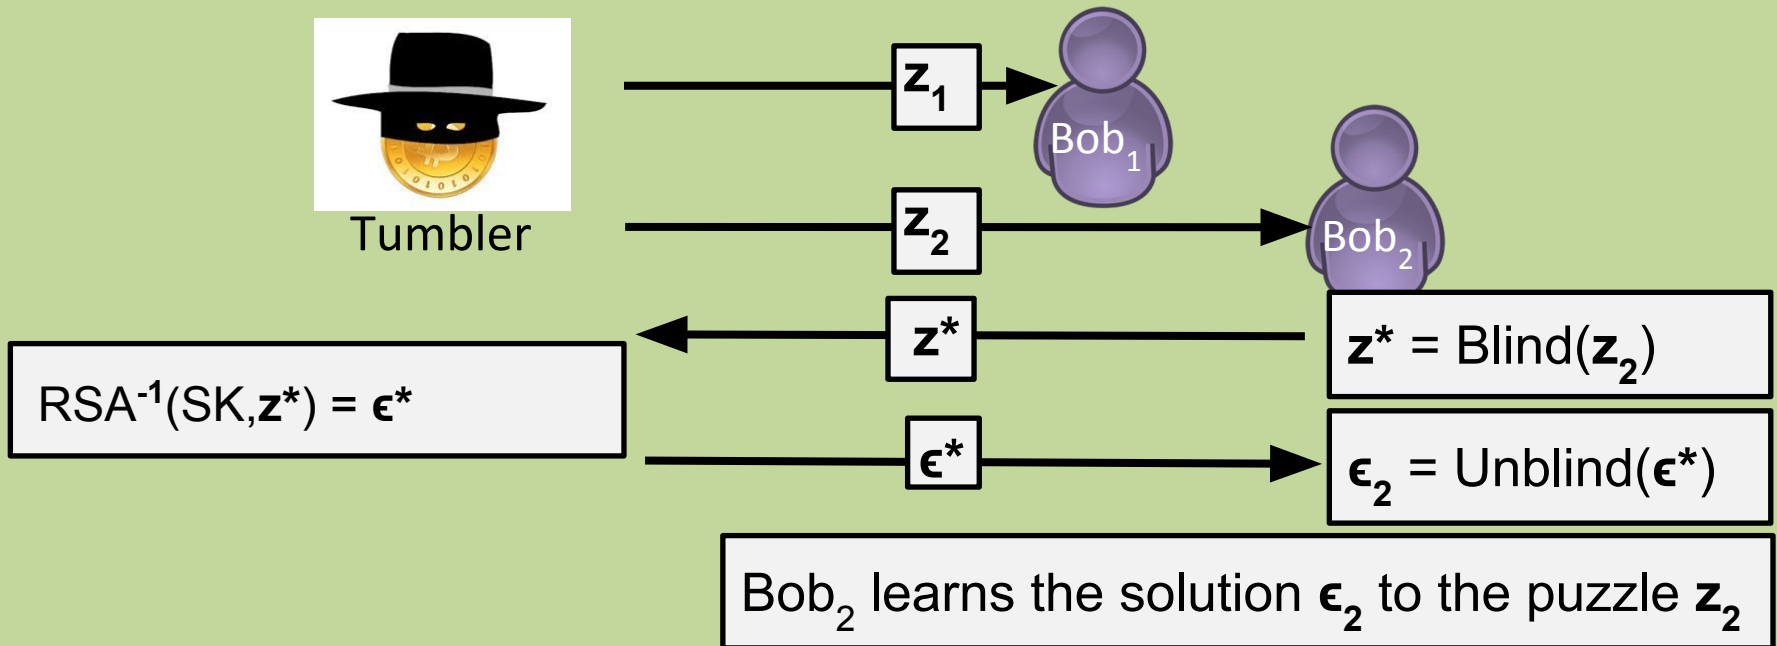 z₁
Bob₁
Tumbler
z₂
Bob₂
z*
z* = Blind(z₂)
RSA⁻¹(SK,z*) = ϵ*
ϵ*
ϵ₂ = Unblind(ϵ*)
Bob₂ learns the solution ϵ₂ to the puzzle z₂